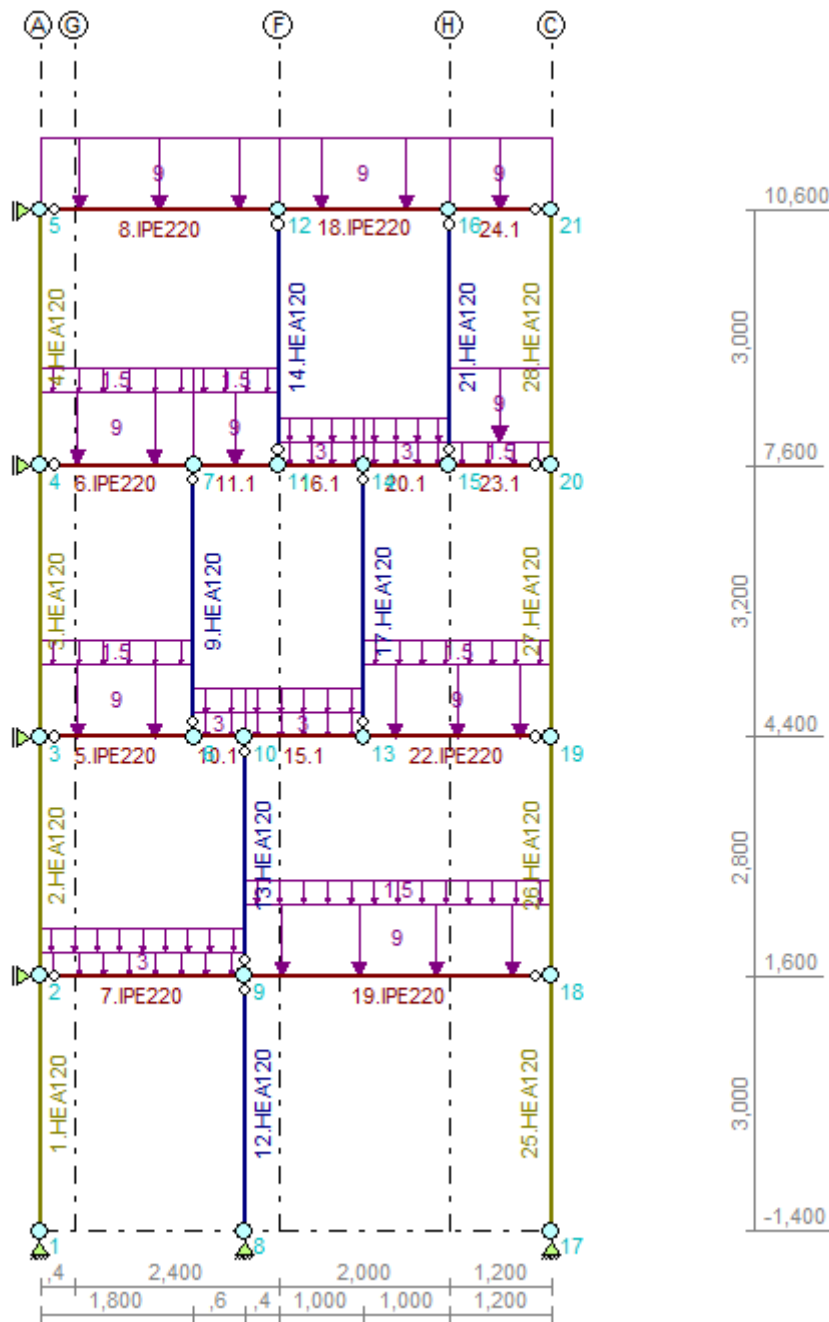 A G F H C
9 9 9
10,600
5 12 16 21
8.IPE220 18.IPE220 24.1
4.HEA120 14.HEA120 21.HEA120 28.HEA120 3,000
1.5 1.5
9 9 9
3 3 1.5
7,600
4 7 11 14 15 20
6.IPE220 11.1 16.1 20.1 23.1
3.HEA120 9.HEA120 17.HEA120 27.HEA120 3,200
1.5 1.5
9 9
3 3
4,400
3 6 10 13 19
5.IPE220 10.1 15.1 22.IPE220
2.HEA120 13.HEA120 26.HEA120 2,800
1.5
9
3
1,600
2 9 18
7.IPE220 19.IPE220
1.HEA120 12.HEA120 25.HEA120 3,000
-1,400
1 8 17
,4 2,400 2,000 1,200
1,800 ,6 ,4 1,000 1,000 1,200